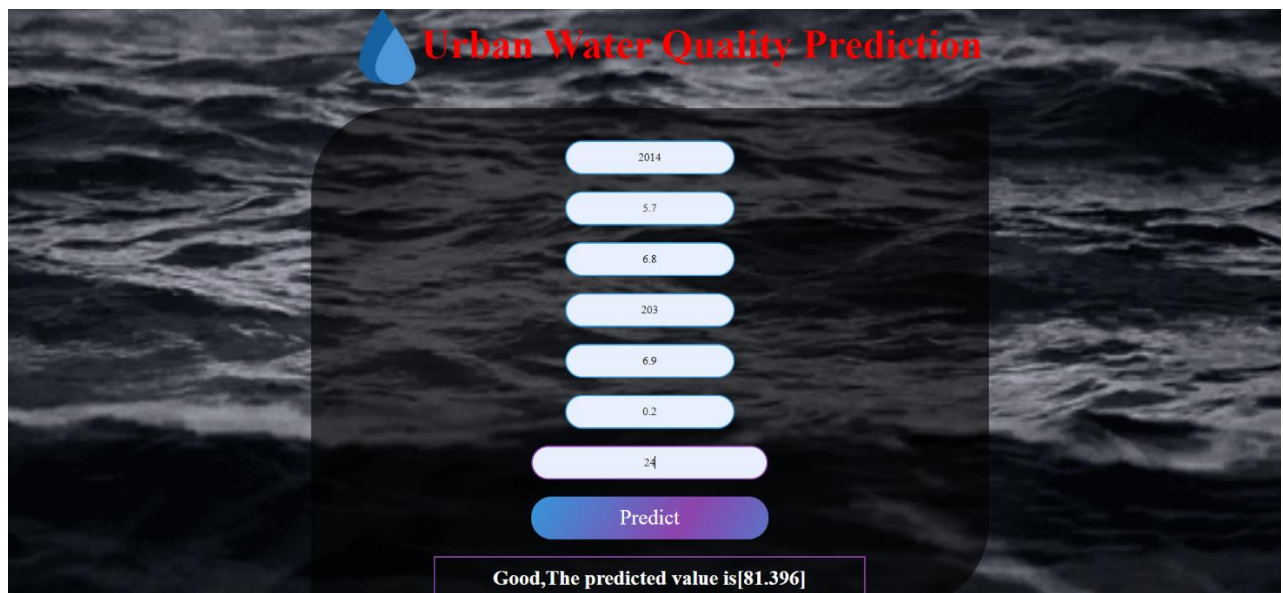 Urban Water Quality Prediction
2014
5.7
6.8
203
6.9
0.2
24
Predict
Good,The predicted value is[81.396]